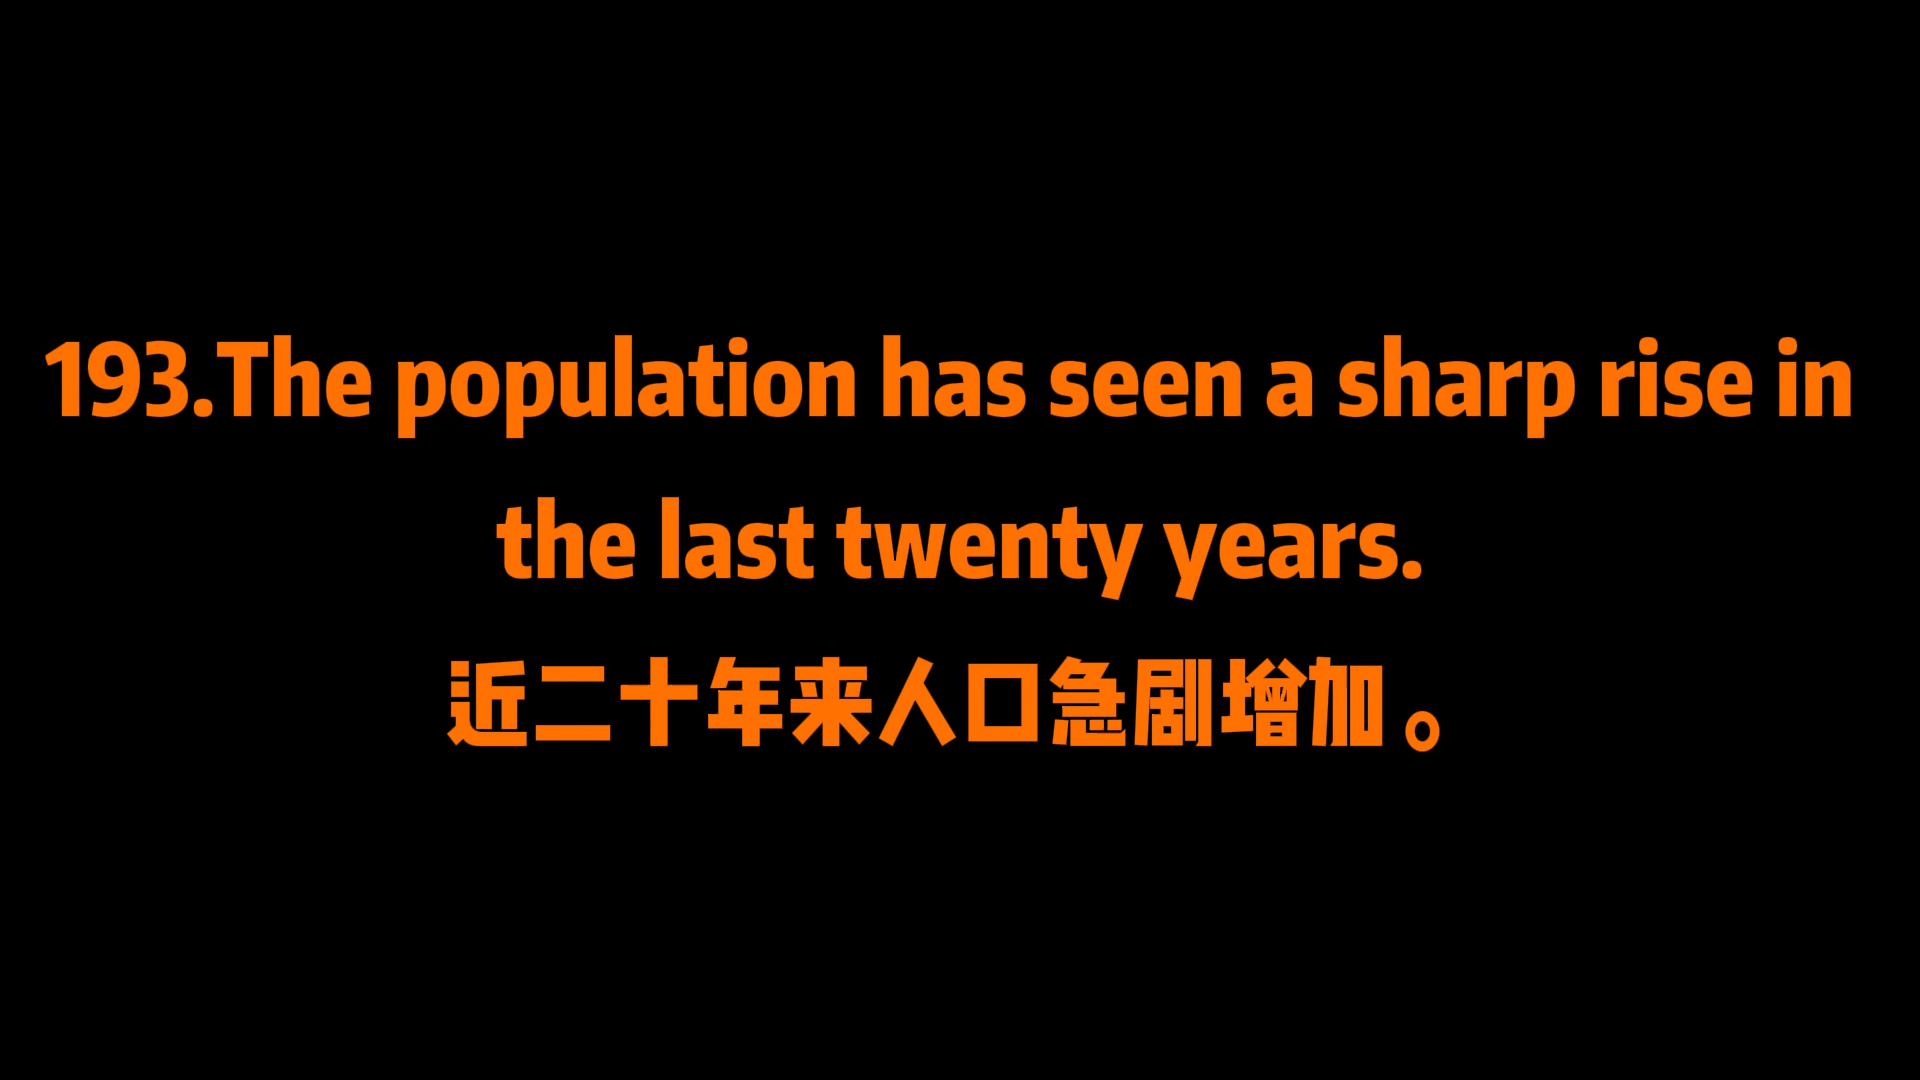 193.The population has seen a sharp rise in
the last twenty years.
近二十年来人口急剧增加。